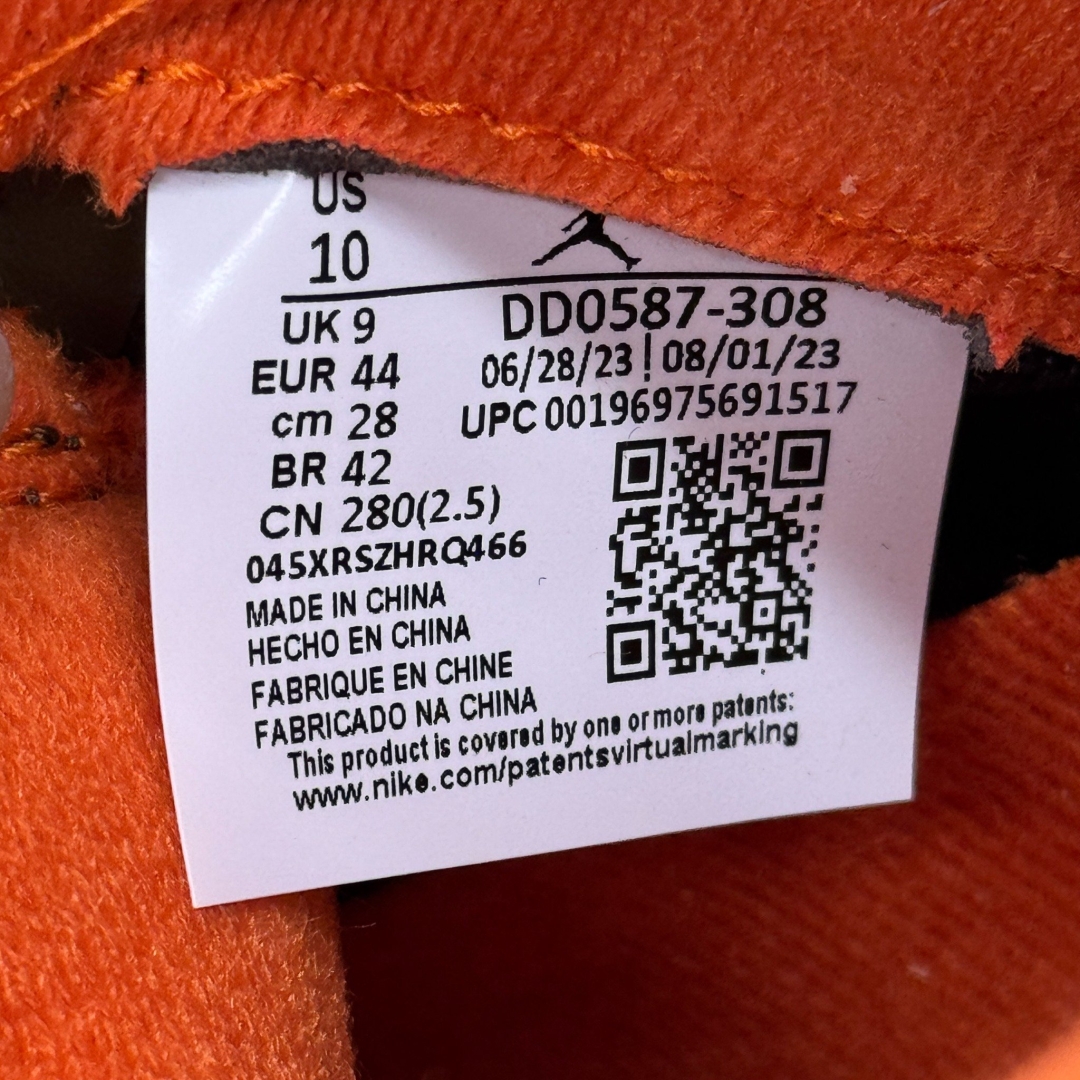 US
10
UK 9
EUR 44
cm 28
BR 42
CN 280(2.5)
045XRSZHRQ466
MADE IN CHINA
HECHO EN CHINA
FABRIQUE EN CHINE
FABRICADO NA CHINA
DD0587-308
06/28/23 | 08/01/23
UPC 00196975691517
This product is covered by one or more patents:
www.nike.com/patentsvirtualmarking